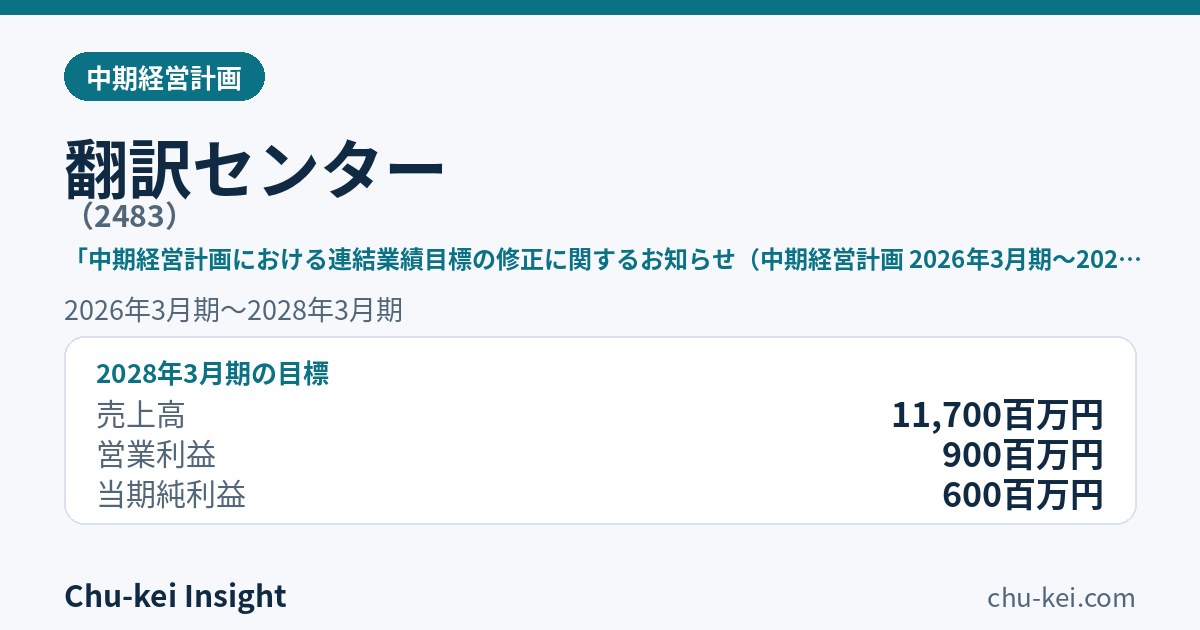 中期経営計画
翻訳センター
（2483）
「中期経営計画における連結業績目標の修正に関するお知らせ（中期経営計画 2026年3月期～202…
2026年3月期～2028年3月期
2028年3月期の目標
売上高 11,700百万円
営業利益 900百万円
当期純利益 600百万円
Chu-kei Insight
chu-kei.com